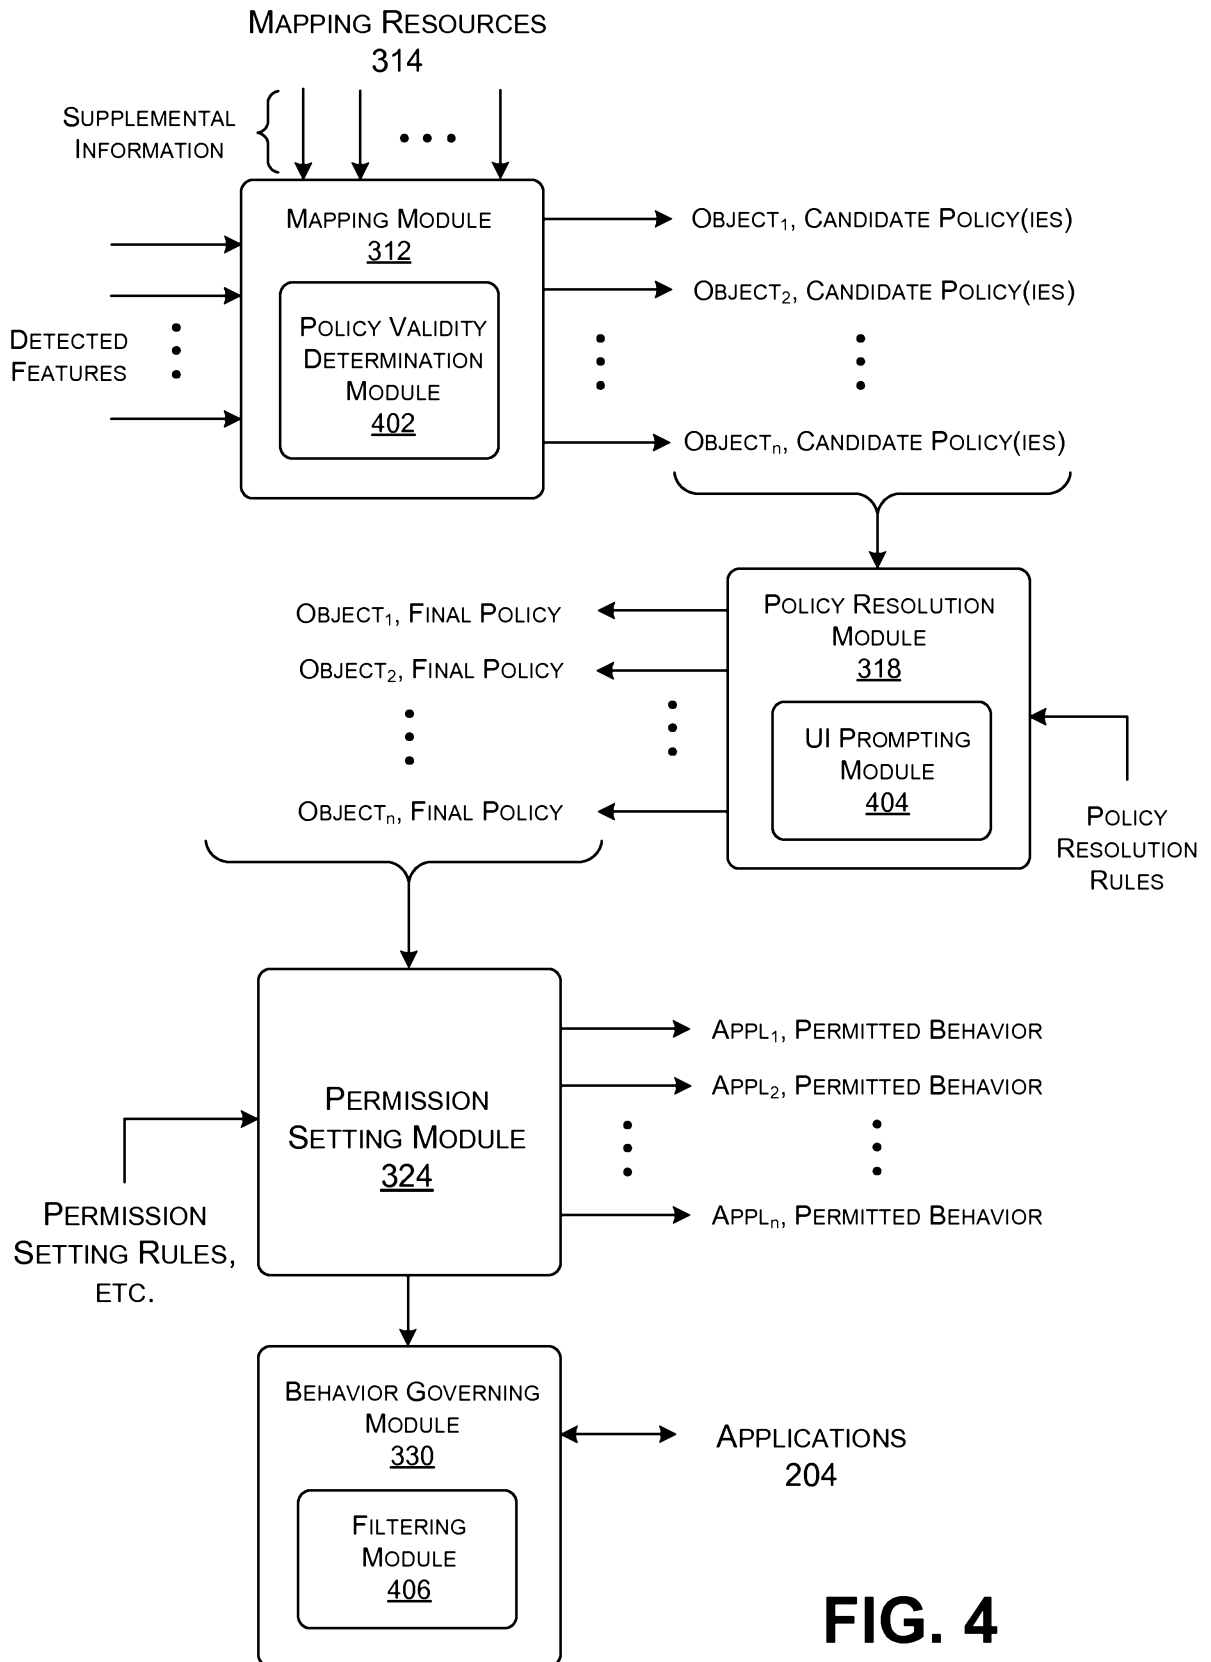 MAPPING RESOURCES
314
SUPPLEMENTAL
INFORMATION
MAPPING MODULE
312
POLICY VALIDITY
DETERMINATION
MODULE
402
DETECTED
FEATURES
OBJECT1, CANDIDATE POLICY(IES)
OBJECT2, CANDIDATE POLICY(IES)
OBJECTn, CANDIDATE POLICY(IES)
POLICY RESOLUTION
MODULE
318
UI PROMPTING
MODULE
404
POLICY
RESOLUTION
RULES
OBJECT1, FINAL POLICY
OBJECT2, FINAL POLICY
OBJECTn, FINAL POLICY
PERMISSION
SETTING MODULE
324
PERMISSION
SETTING RULES,
ETC.
APPL1, PERMITTED BEHAVIOR
APPL2, PERMITTED BEHAVIOR
APPLn, PERMITTED BEHAVIOR
BEHAVIOR GOVERNING
MODULE
330
FILTERING
MODULE
406
APPLICATIONS
204
FIG. 4